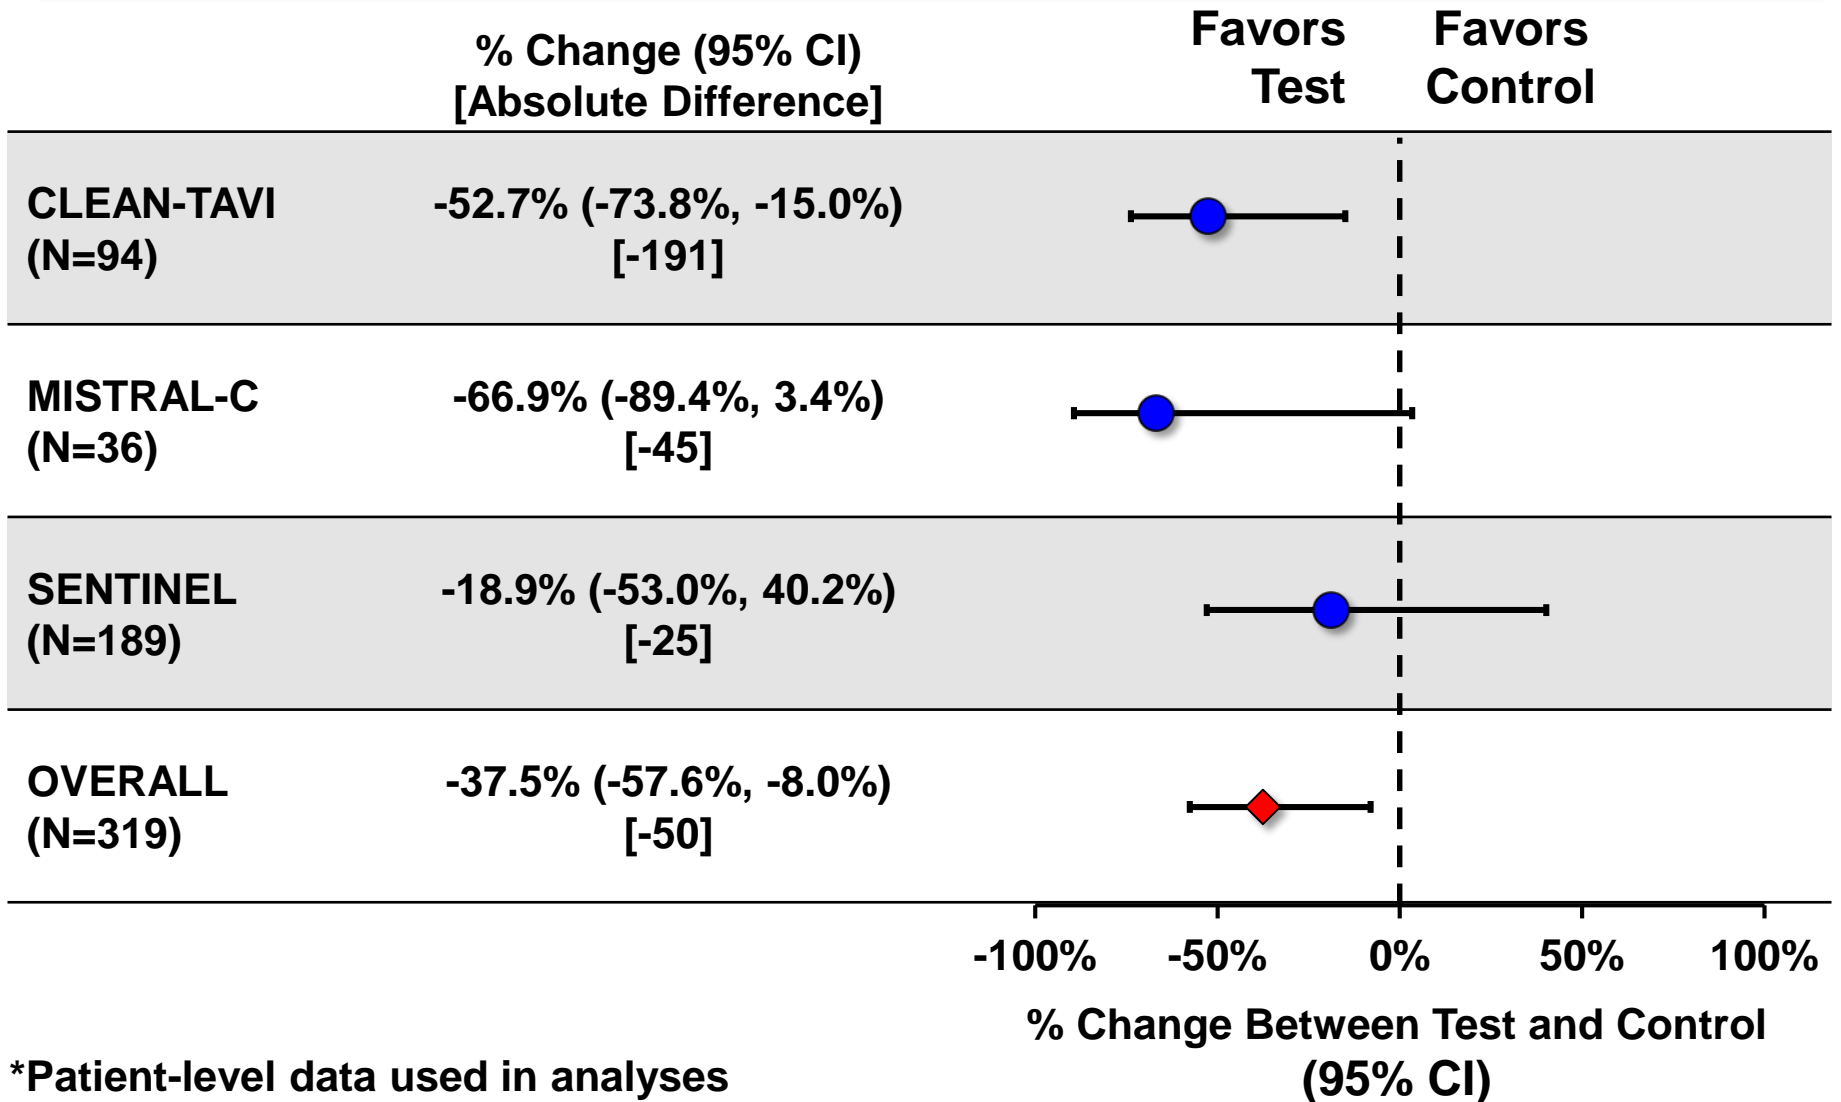 % Change (95% CI)
[Absolute Difference]
Favors
Test
Favors
Control
CLEAN-TAVI
(N=94)
-52.7% (-73.8%, -15.0%)
[-191]
MISTRAL-C
(N=36)
-66.9% (-89.4%, 3.4%)
[-45]
SENTINEL
(N=189)
-18.9% (-53.0%, 40.2%)
[-25]
OVERALL
(N=319)
-37.5% (-57.6%, -8.0%)
[-50]
-100% -50% 0% 50% 100%
% Change Between Test and Control
(95% CI)
*Patient-level data used in analyses